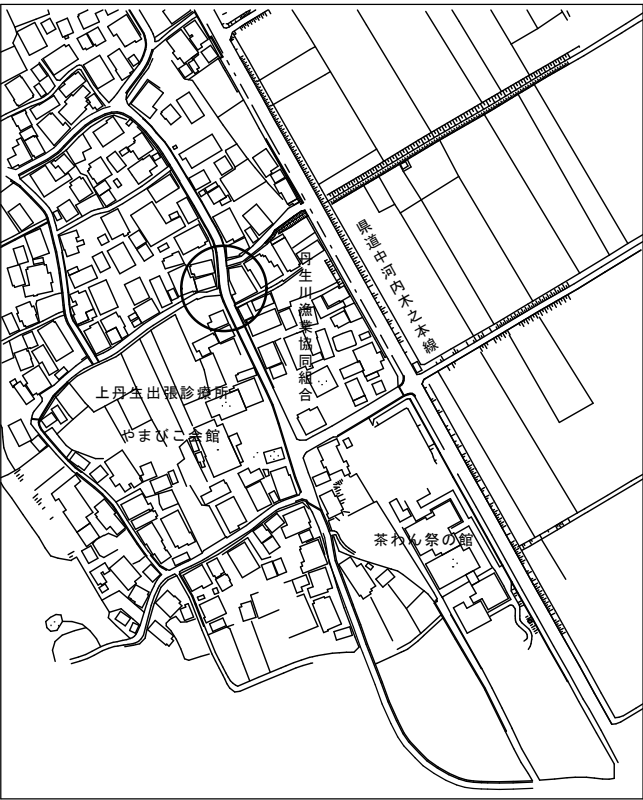 県道中河内木之本線
丹生川漁業協同組合
上丹生出張診療所
やまびこ会館
茶わん祭の館